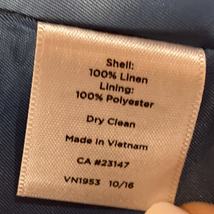 Shell:
100% Linen
Lining:
100% Polyester
Dry Clean
Made in Vietnam
CA #23147
VN1953 10/16